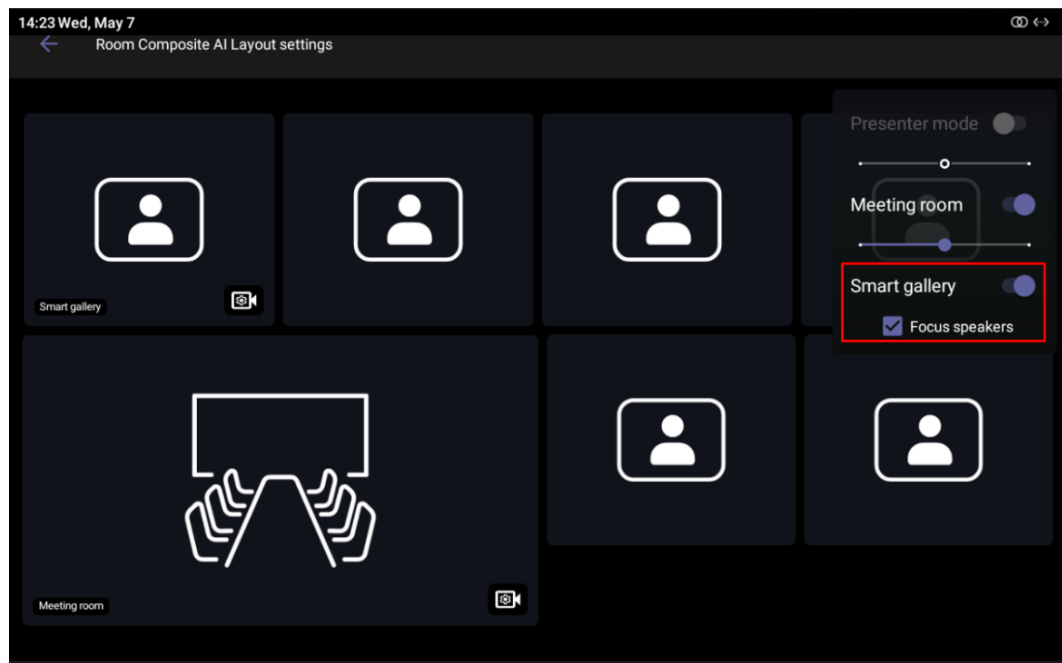 14:23 Wed, May 7
Room Composite AI Layout settings
Presenter mode
Meeting room
Smart gallery
Focus speakers
Smart gallery
Meeting room